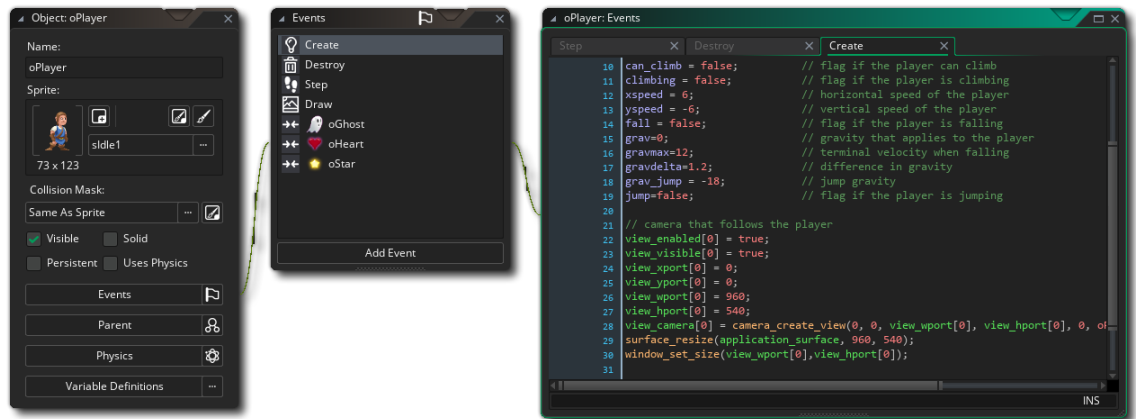 Object: oPlayer
Name:
oPlayer
Sprite:
sIdle1
...
73 x 123
Collision Mask:
Same As Sprite
...
Visible
Solid
Persistent
Uses Physics
Events
Parent
Physics
Variable Definitions
...
Events
Create
Destroy
Step
Draw
oGhost
oHeart
oStar
Add Event
oPlayer: Events
Step
Destroy
Create
10 can_climb = false; // flag if the player can climb
11 climbing = false; // flag if the player is climbing
12 xspeed = 6; // horizontal speed of the player
13 yspeed = -6; // vertical speed of the player
14 fall = false; // flag if the player is falling
15 grav=0; // gravity that applies to the player
16 gravmax=12; // terminal velocity when falling
17 gravdelta=1.2; // difference in gravity
18 grav_jump = -18; // jump gravity
19 jump=false; // flag if the player is jumping
20
21 // camera that follows the player
22 view_enabled[0] = true;
23 view_visible[0] = true;
24 view_xport[0] = 0;
25 view_yport[0] = 0;
26 view_wport[0] = 960;
27 view_hport[0] = 540;
28 view_camera[0] = camera_create_view(0, 0, view_wport[0], view_hport[0], 0,
29 surface_resize(application_surface, 960, 540);
30 window_set_size(view_wport[0],view_hport[0]);
31
INS